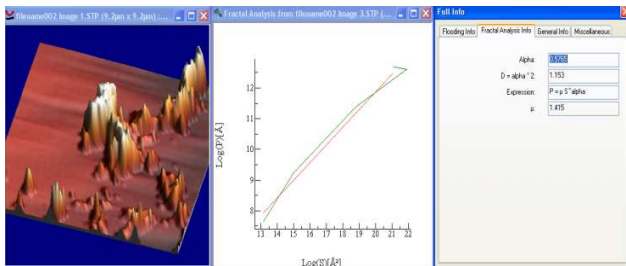 filename002 Image 1.STP (9.2µm x 9.2µm) : ...
Fractal Analysis from filename002 Image 3.STP (...
Full Info
Flooding Info
Fractal Analysis Info
General Info
Miscellaneous
Alpha:
D = alpha * 2:
1.153
Expression:
P = µ S^alpha
µ:
1.415
Log(P)[Å]
12
11
10
9
8
13 14 15 16 17 18 19 20 21 22
Log(S)[Å²]